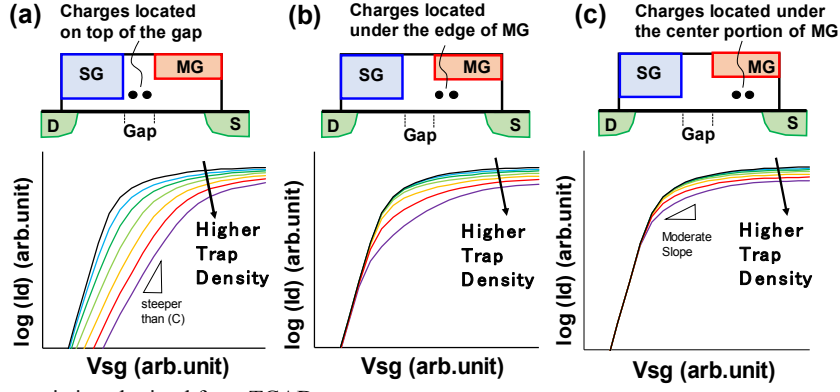 (a) Charges located
on top of the gap
SG
MG
D
Gap
S
log (Id) (arb.unit)
Higher
Trap
Density
steeper
than (C)
Vsg (arb.unit)
(b) Charges located
under the edge of MG
SG
MG
D
Gap
S
log (Id) (arb.unit)
Higher
Trap
Density
Vsg (arb.unit)
(c) Charges located under
the center portion of MG
SG
MG
D
Gap
S
log (Id) (arb.unit)
Moderate
Slope
Higher
Trap
Density
Vsg (arb.unit)